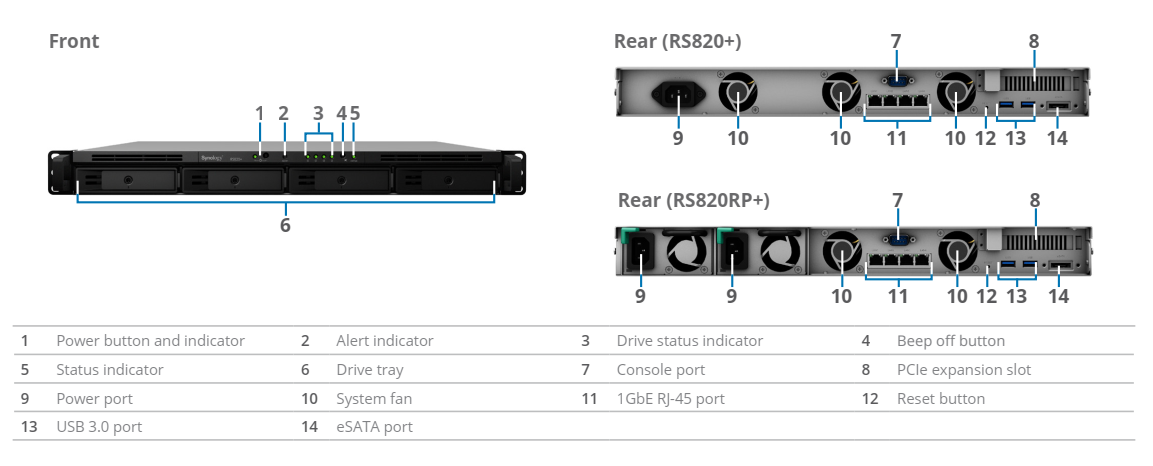 Front
Rear (RS820+)
7 8
1 2 3 4 5
Synology
9 10 10 11 10 12 13 14
6
Rear (RS820RP+)
7 8
9 9 10 11 10 12 13 14
1 Power button and indicator 2 Alert indicator 3 Drive status indicator 4 Beep off button
5 Status indicator 6 Drive tray 7 Console port 8 PCIe expansion slot
9 Power port 10 System fan 11 1GbE RJ-45 port 12 Reset button
13 USB 3.0 port 14 eSATA port